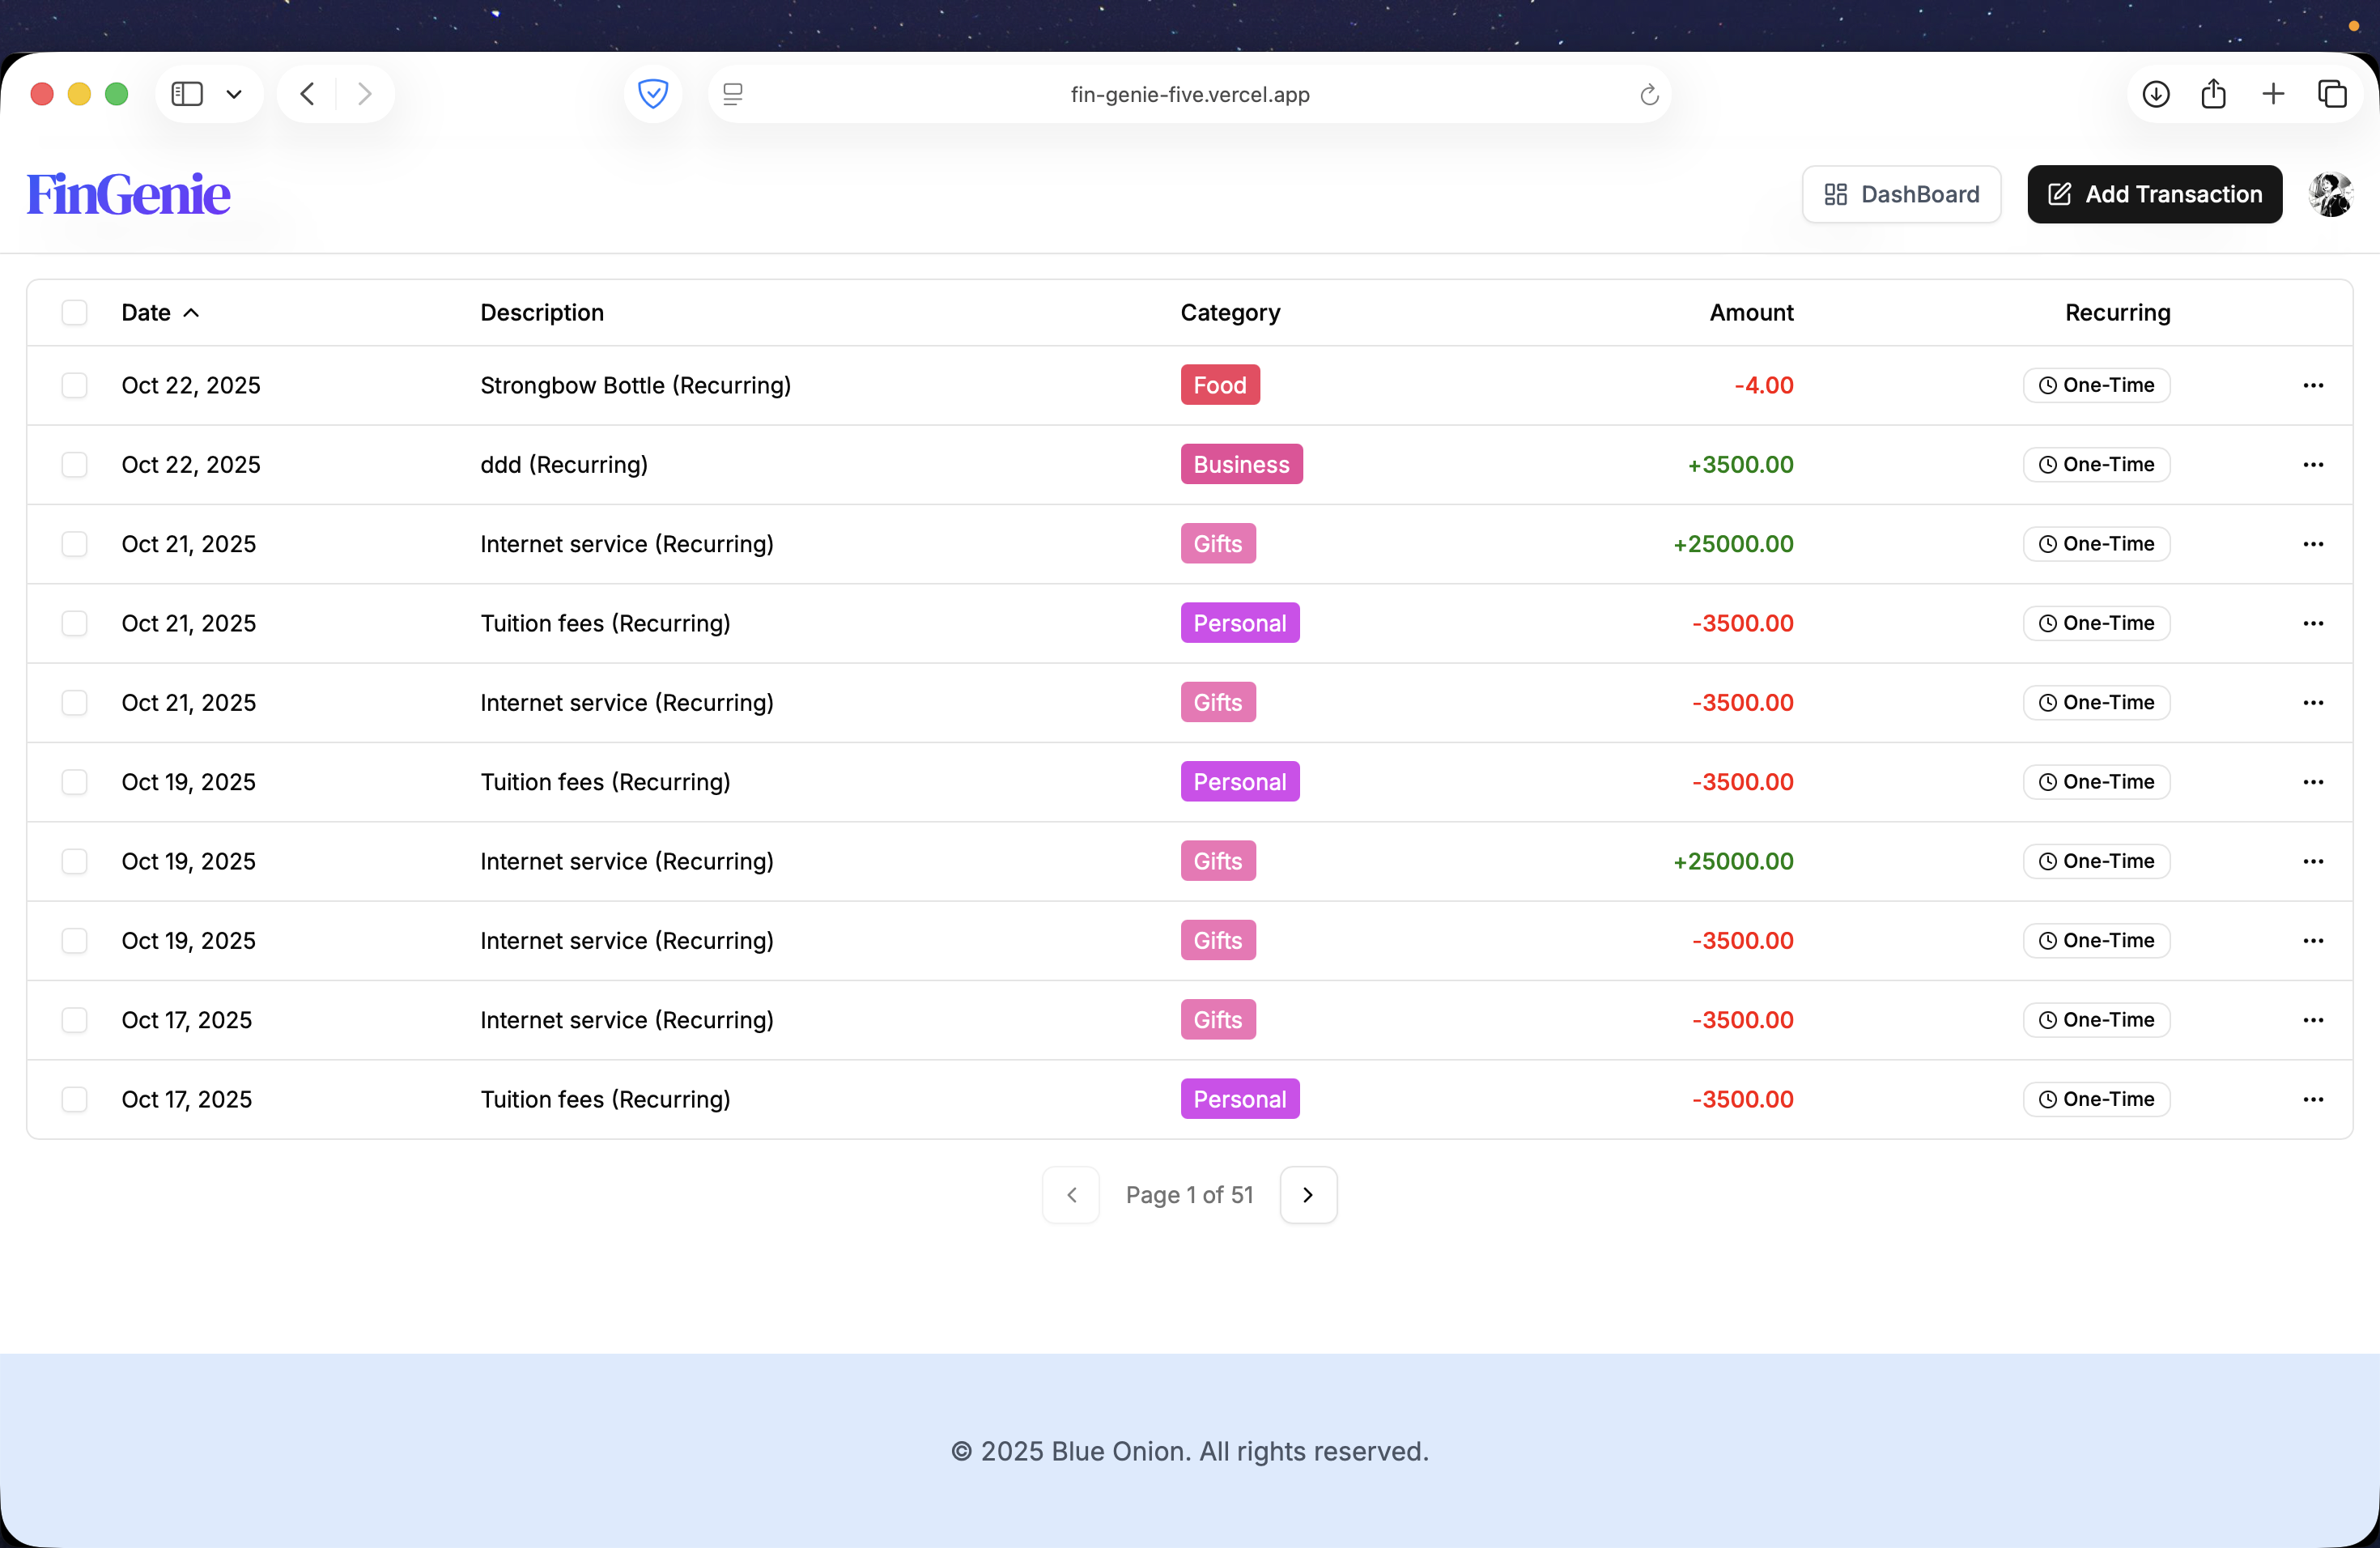 fin-genie-five.vercel.app
FinGenie
DashBoard
Add Transaction
Date Description Category Amount Recurring
Oct 22, 2025 Strongbow Bottle (Recurring) Food -4.00 One-Time
Oct 22, 2025 ddd (Recurring) Business +3500.00 One-Time
Oct 21, 2025 Internet service (Recurring) Gifts +25000.00 One-Time
Oct 21, 2025 Tuition fees (Recurring) Personal -3500.00 One-Time
Oct 21, 2025 Internet service (Recurring) Gifts -3500.00 One-Time
Oct 19, 2025 Tuition fees (Recurring) Personal -3500.00 One-Time
Oct 19, 2025 Internet service (Recurring) Gifts +25000.00 One-Time
Oct 19, 2025 Internet service (Recurring) Gifts -3500.00 One-Time
Oct 17, 2025 Internet service (Recurring) Gifts -3500.00 One-Time
Oct 17, 2025 Tuition fees (Recurring) Personal -3500.00 One-Time
Page 1 of 51
© 2025 Blue Onion. All rights reserved.